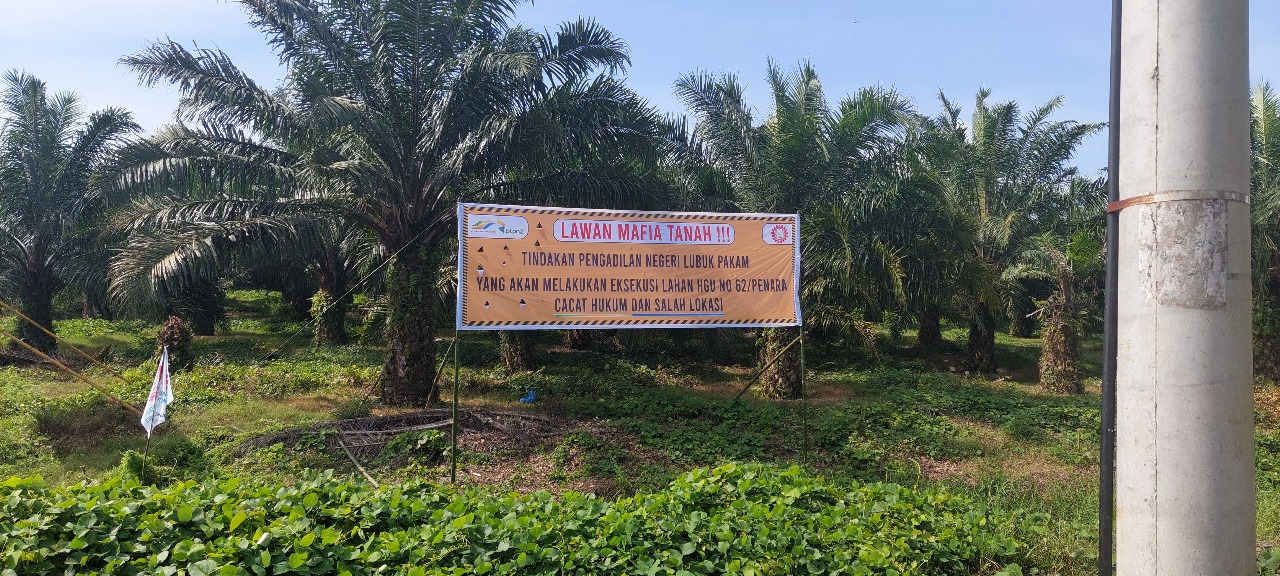 ptpn2
LAWAN MAFIA TANAH !!!
TINDAKAN PENGADILAN NEGERI LUBUK PAKAM
YANG AKAN MELAKUKAN EKSEKUSI LAHAN HGU NO 62/PENARA
CACAT HUKUM DAN SALAH LOKASI